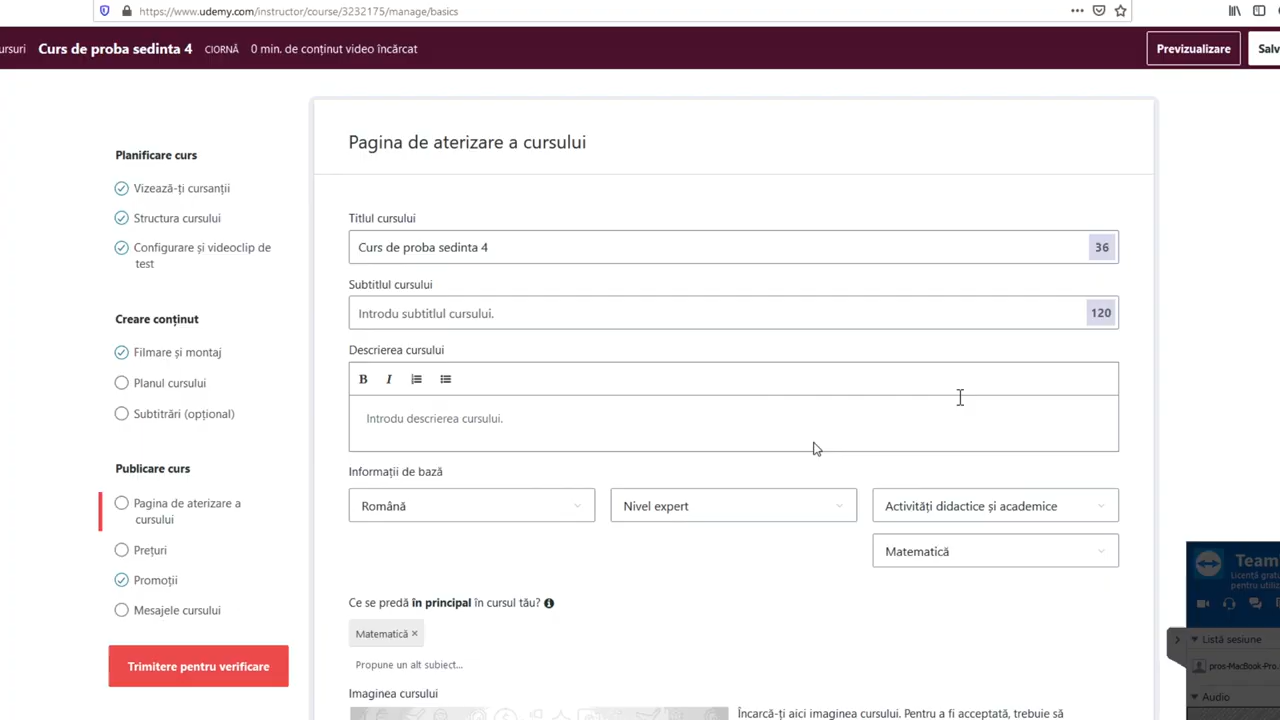 https://www.udemy.com/instructor/course/3232175/manage/basics
Curs de proba sedinta 4 CIORNĂ 0 min. de conținut video încărcat
Previzualizare
Planificare curs
Vizează-ți cursanții
Structura cursului
Configurare și videoclip de
test
Creare conținut
Filmare și montaj
Planul cursului
Subtitrări (opțional)
Publicare curs
Pagina de aterizare a
cursului
Prețuri
Promoții
Mesajele cursului
Trimitere pentru verificare
Pagina de aterizare a cursului
Titlul cursului
Curs de proba sedinta 4 36
Subtitlul cursului
Introdu subtitlul cursului. 120
Descrierea cursului
B I
Introdu descrierea cursului.
Informații de bază
Română Nivel expert Activități didactice și academice
Matematică
Ce se predă în principal în cursul tău?
Matematică ×
Propune un alt subiect...
Imaginea cursului
Încarcă-ți aici imaginea cursului. Pentru a fi acceptată, trebuie să
Team
pentru
Listă sesiune
pros-MacBook-Pro.
Audio